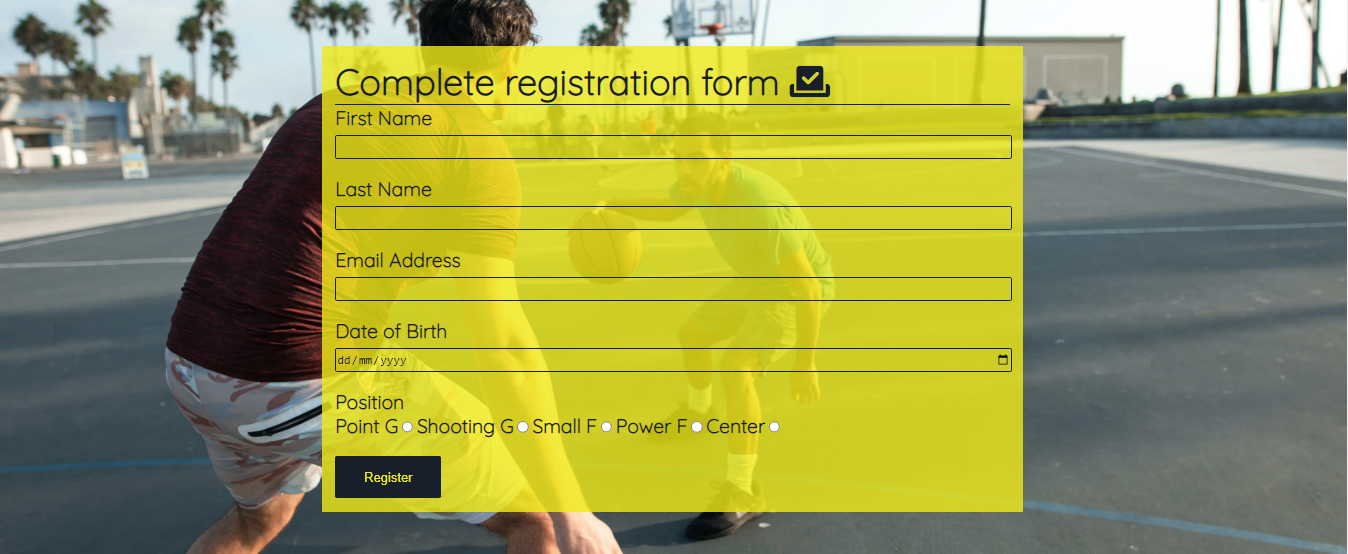 Complete registration form
First Name
Last Name
Email Address
Date of Birth
dd/mm/yyyy
Position
Point G Shooting G Small F Power F Center
Register